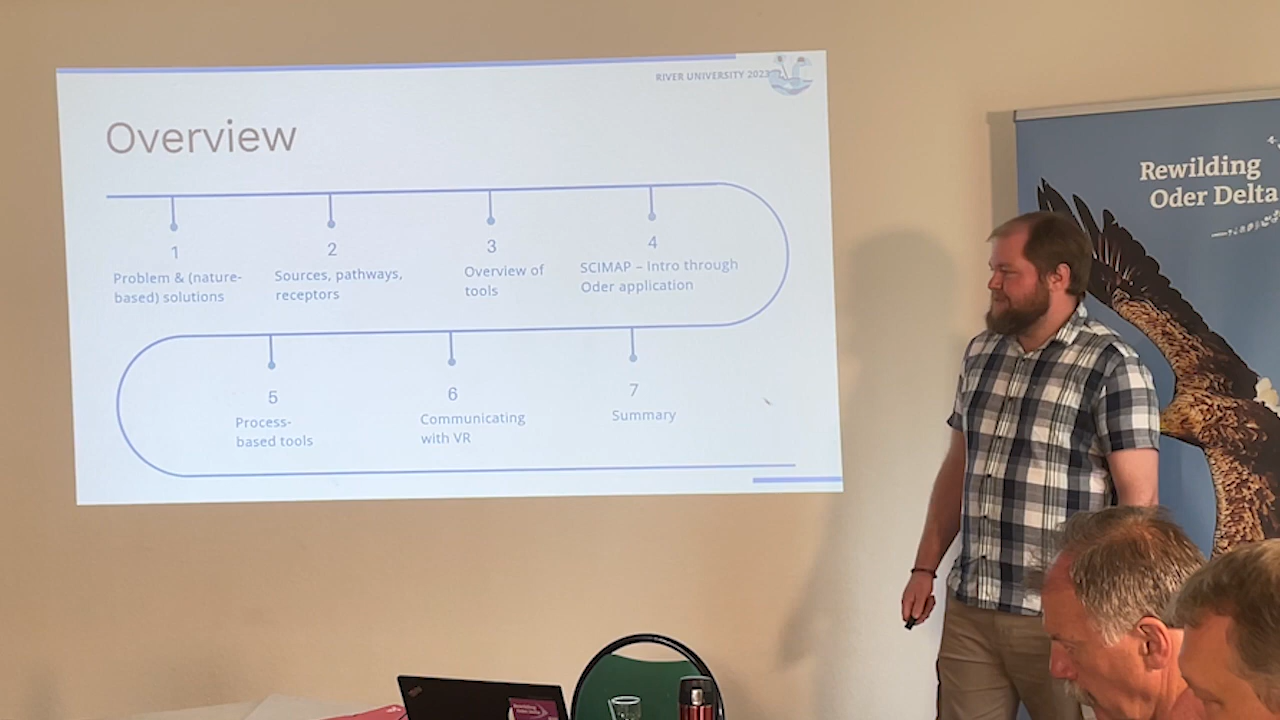 RIVER UNIVERSITY 2023
Overview
1
Problem & (nature-
based) solutions
2
Sources, pathways,
receptors
3
Overview of
tools
4
SCIMAP – Intro through
Oder application
5
Process-
based tools
6
Communicating
with VR
7
Summary
Rewilding
Oder Delta